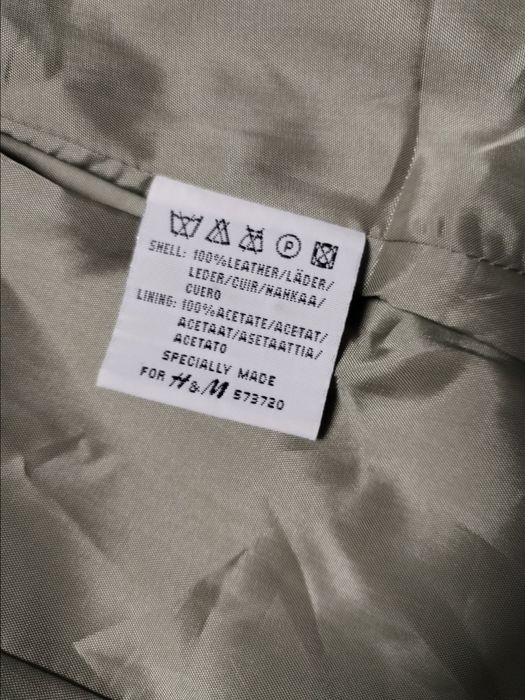 P
SHELL: 100%LEATHER/LÄDER/
LEDER/CUIR/NAHKAA/
CUERO
LINING: 100%ACETATE/ACETAT/
ACETAAT/ASETAATTIA/
ACETATO
SPECIALLY MADE
FOR H&M 573720